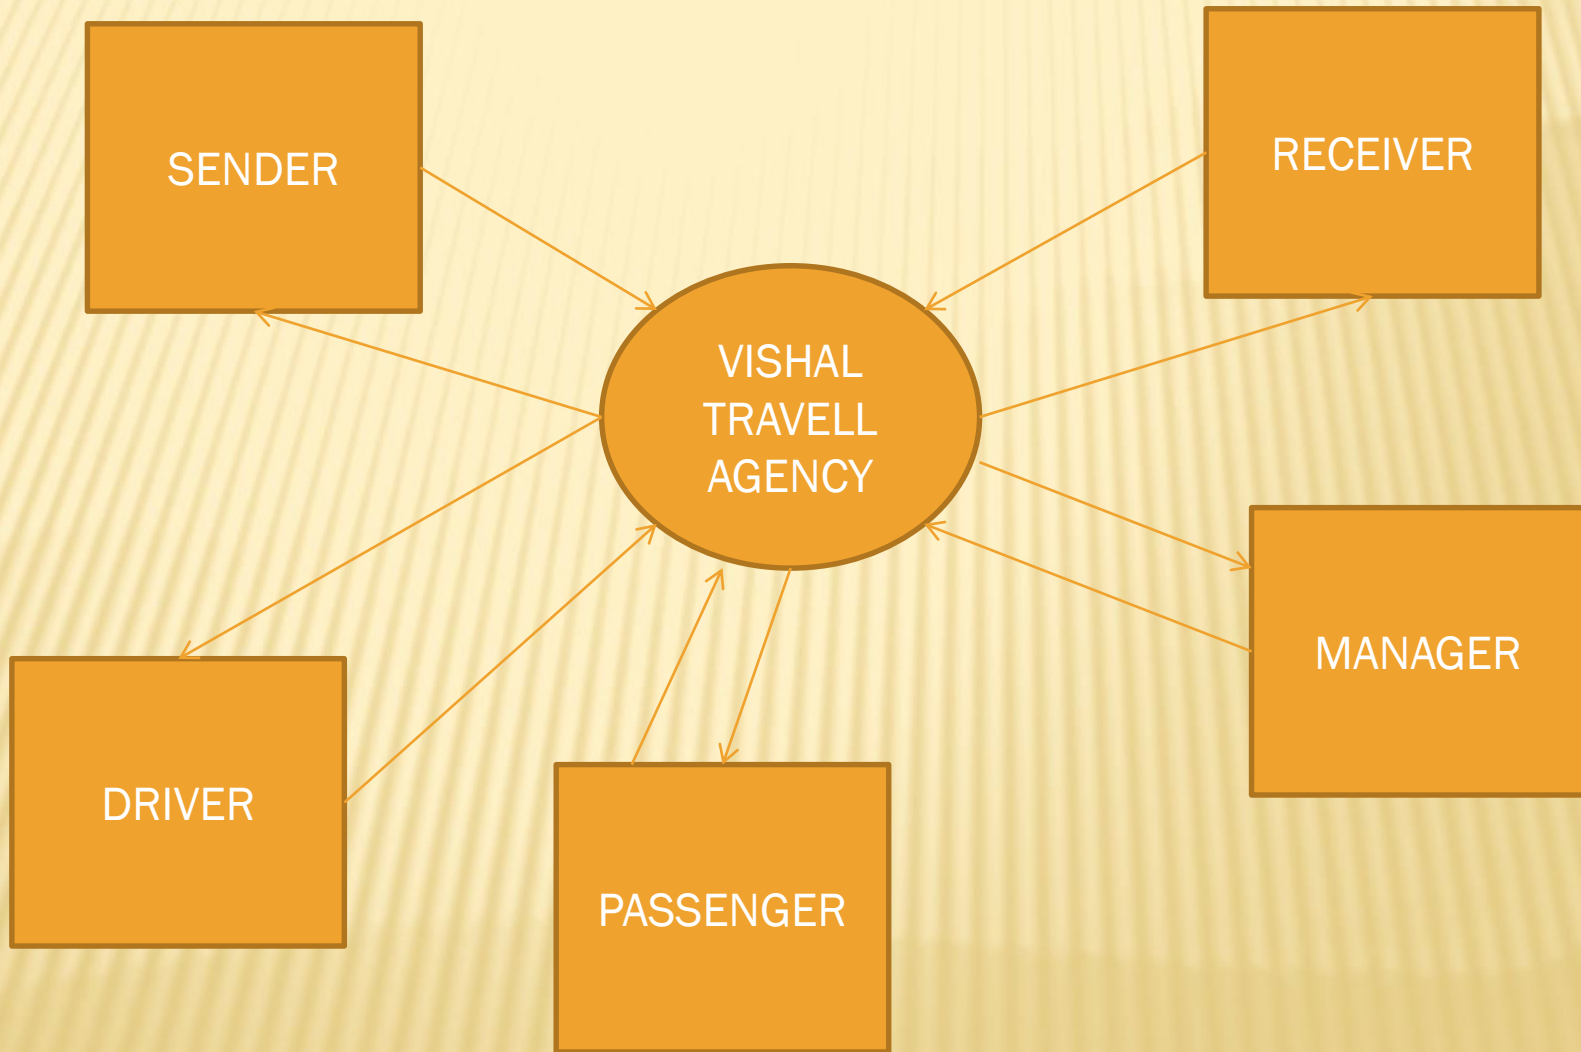 SENDER
RECEIVER
VISHAL
TRAVELL
AGENCY
MANAGER
DRIVER
PASSENGER